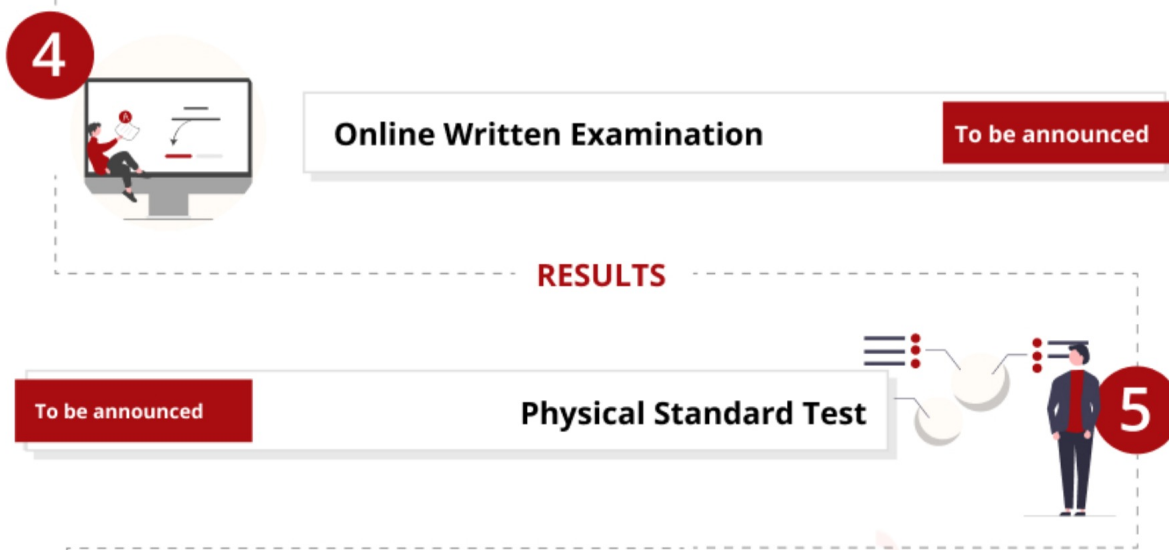 4
A
Online Written Examination
To be announced
RESULTS
To be announced
Physical Standard Test
5